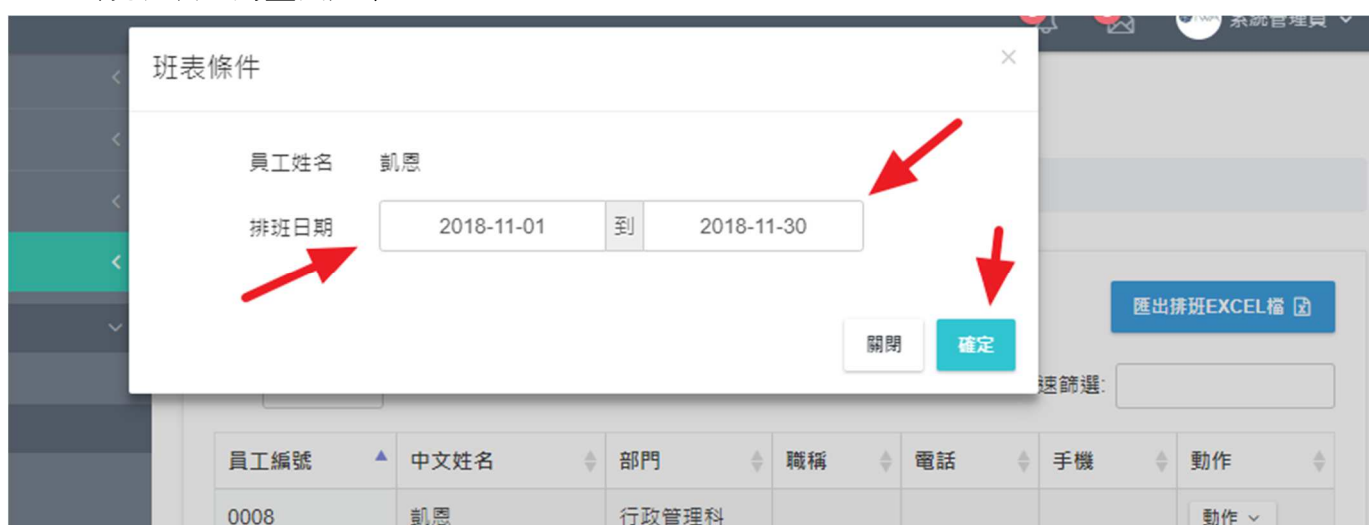 系統管理員
班表條件
員工姓名 凱恩
排班日期 2018-11-01 到 2018-11-30
匯出排班EXCEL檔
關閉 確定
速篩選:
員工編號 中文姓名 部門 職稱 電話 手機 動作
0008 凱恩 行政管理科 動作